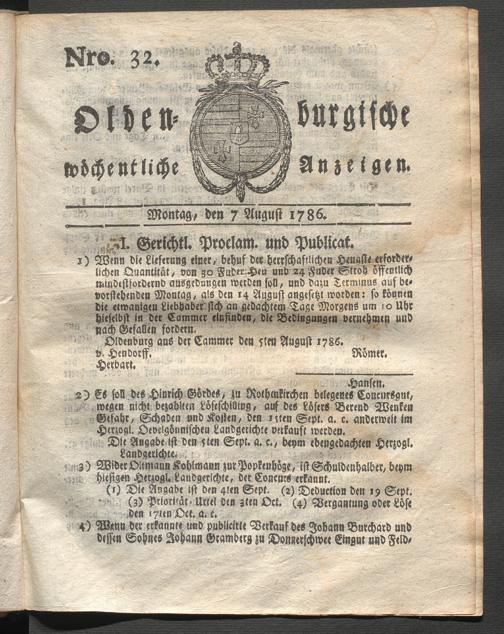 Nro. 32.
Olden- burgische
wöchentliche Anzeigen.
Montag, den 7 August 1786.
I. Gerichtl. Proclam. und Publicat.
1) Wenn die Lieferung einer, behuf der herrschaftlichen Hengste erforder-
lichen Quantität, von 30 Fuder Heu und 24 Fuder Stroh öffentlich
mindestfordernd ausgedungen werden soll, und dazu Terminus auf be-
vorstehenden Montag, als den 14 August angesetzt worden: so können
die etwanigen Liebhaber sich an gedachtem Tage Morgens um 10 Uhr
hieselbst in der Cammer einfinden, die Bedingungen vernehmen und
nach Gefallen fordern.
Oldenburg aus der Cammer den 5ten August 1786.
v. Hendorff. Römer.
Herbart.
Hansen.
2) Es soll des Hinrich Gördes, zu Rothenkirchen belegenes Concursgut,
wegen nicht bezahlten Löseschilling, auf des Lösers Berend Wenken
Gefahr, Schaden und Kosten, den 15ten Sept. a. c. anderweit im
Herzogl. Ovelgönnischen Landgerichte verkauft werden.
Die Angabe ist den 5ten Sept. a. c., beym ebengedachten Herzogl.
Landgerichte.
3) Wider Oltmann Kohlmann zur Popkenhöge, ist Schuldenhalber, beym
hiesigen Herzogl. Landgerichte, der Concurs erkannt.
(1) Die Angabe ist den 4ten Sept. (2) Deduction den 19 Sept.
(3) Priorität-Urtel den 3ten Oct. (4) Vergantung oder Löse
den 17ten Oct. a. c.
4) Wenn der erkannte und publicirte Verkauf des Johann Burchard und
dessen Sohnes Johann Gramberg zu Donnerschwee Eingut und Feld-